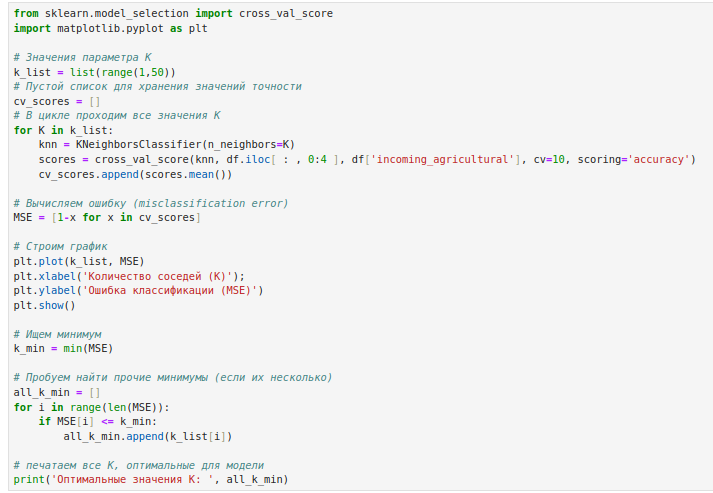 from sklearn.model_selection import cross_val_score
import matplotlib.pyplot as plt

# Значения параметра K
k_list = list(range(1,50))
# Пустой список для хранения значений точности
cv_scores = []
# В цикле проходим все значения K
for K in k_list:
    knn = KNeighborsClassifier(n_neighbors=K)
    scores = cross_val_score(knn, df.iloc[ : , 0:4 ], df['incoming_agricultural'], cv=10, scoring='accuracy')
    cv_scores.append(scores.mean())

# Вычисляем ошибку (misclassification error)
MSE = [1-x for x in cv_scores]

# Строим график
plt.plot(k_list, MSE)
plt.xlabel('Количество соседей (K)');
plt.ylabel('Ошибка классификации (MSE)')
plt.show()

# Ищем минимум
k_min = min(MSE)

# Пробуем найти прочие минимумы (если их несколько)
all_k_min = []
for i in range(len(MSE)):
    if MSE[i] <= k_min:
        all_k_min.append(k_list[i])

# печатаем все K, оптимальные для модели
print('Оптимальные значения K: ', all_k_min)